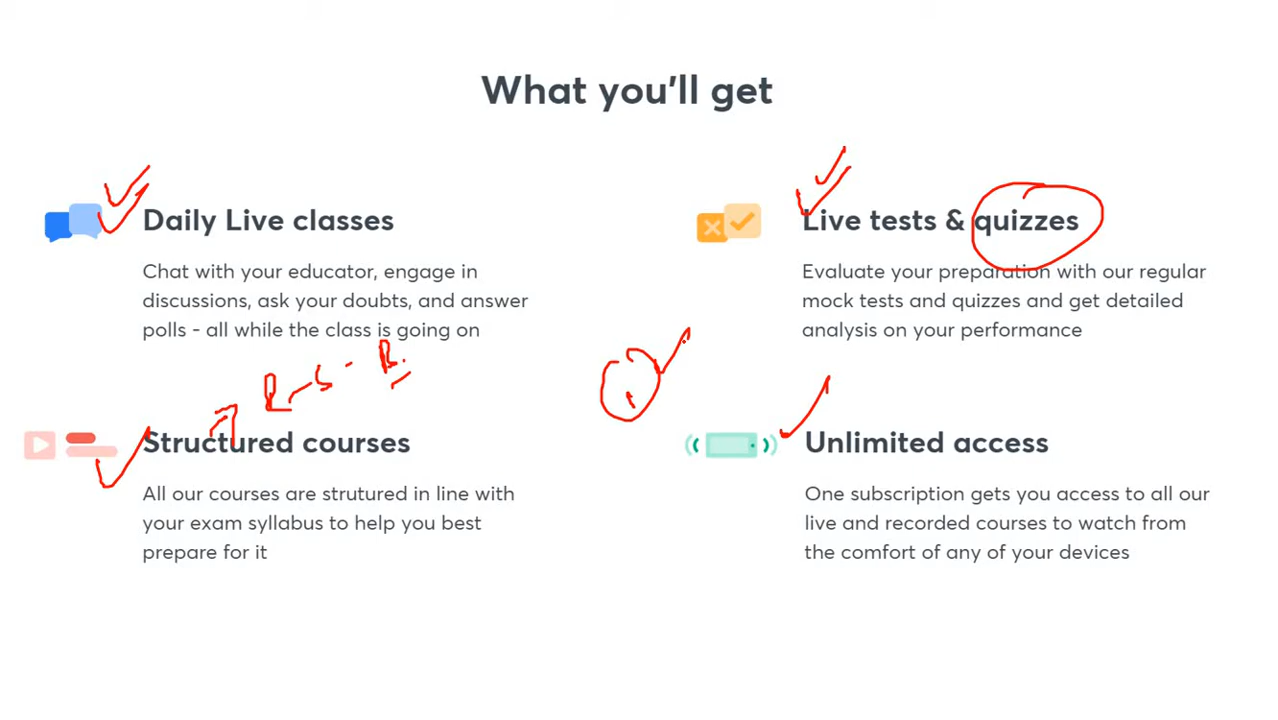 What you'll get
Daily Live classes
Chat with your educator, engage in
discussions, ask your doubts, and answer
polls - all while the class is going on
Live tests & quizzes
Evaluate your preparation with our regular
mock tests and quizzes and get detailed
analysis on your performance
Structured courses
All our courses are strutured in line with
your exam syllabus to help you best
prepare for it
Unlimited access
One subscription gets you access to all our
live and recorded courses to watch from
the comfort of any of your devices